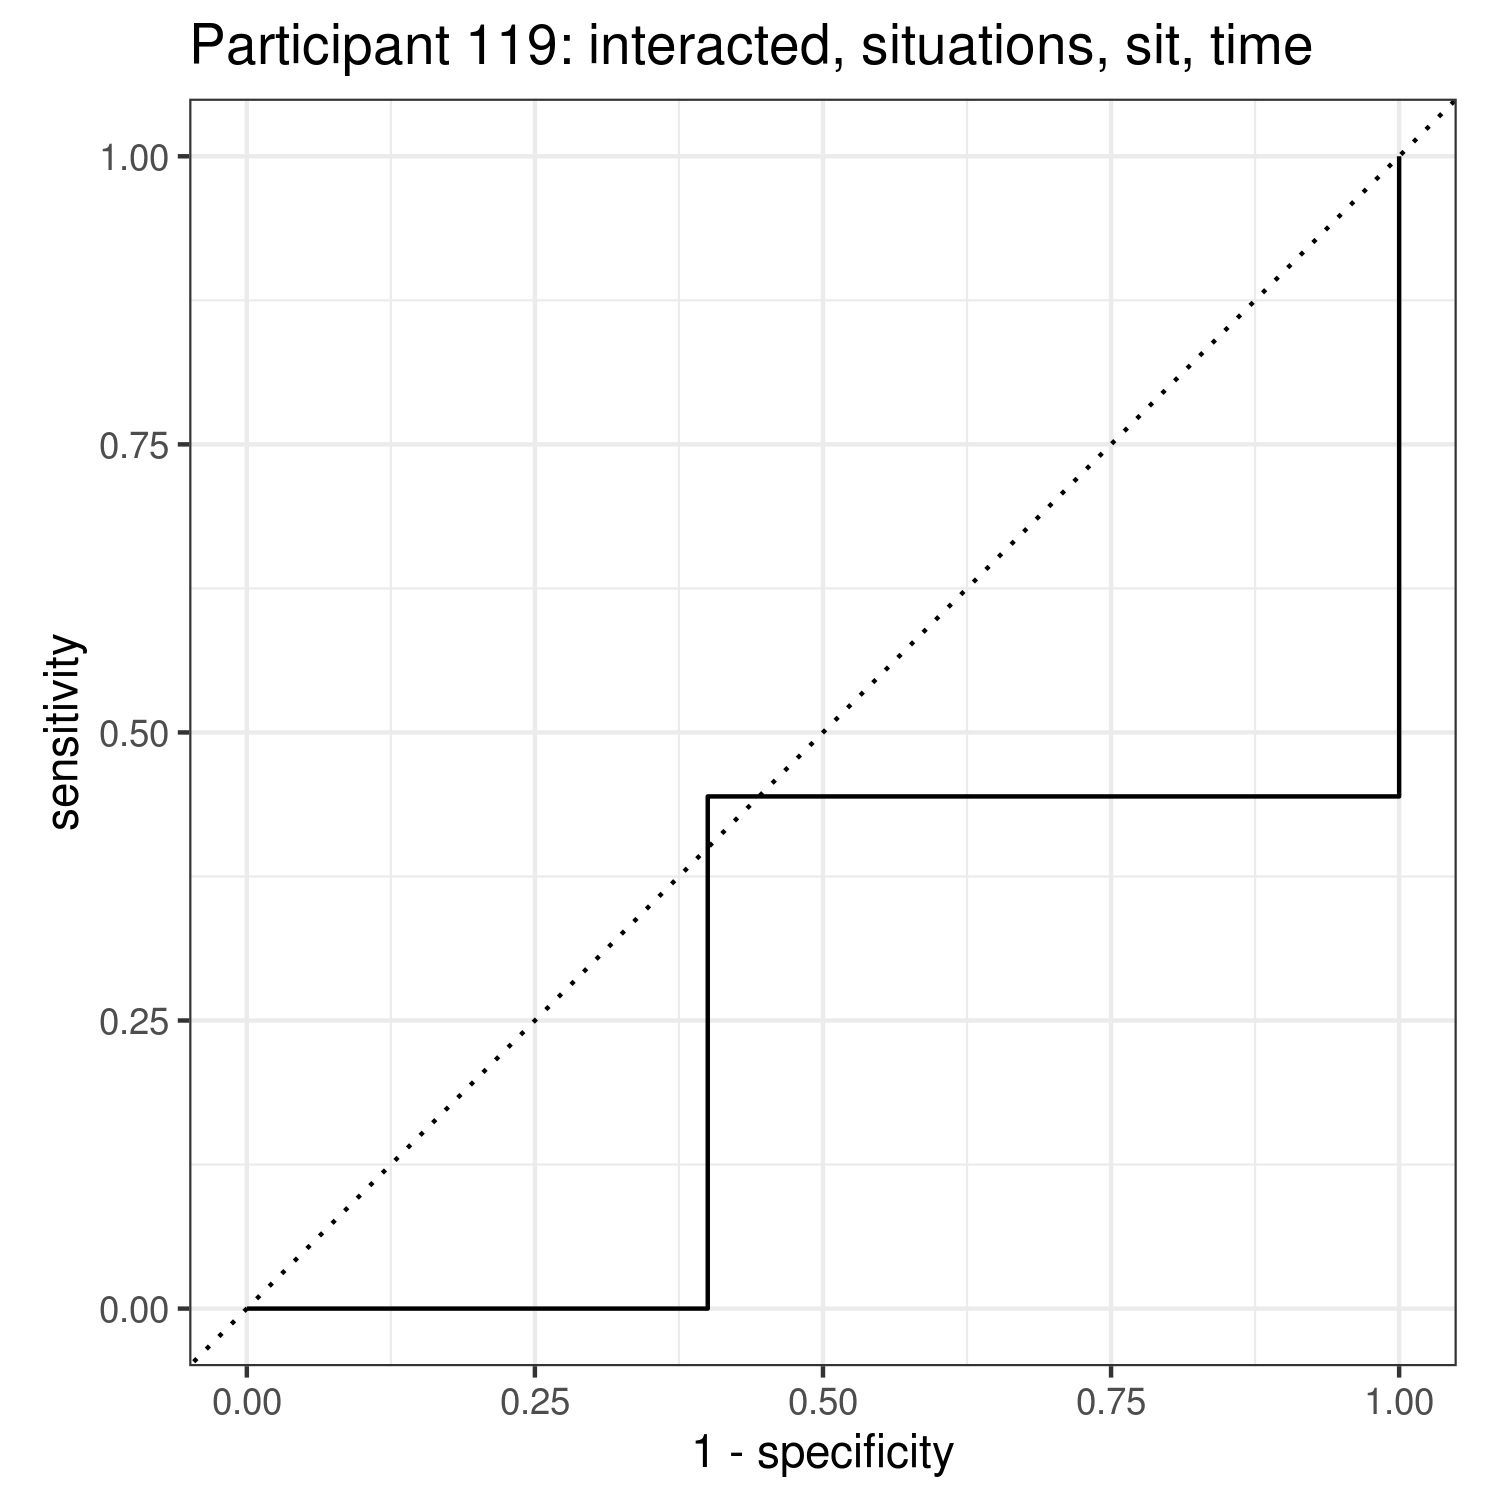 Participant 119: interacted, situations, sit, time
1.00
0.75
0.50
0.25
0.00
sensitivity
0.00 0.25 0.50 0.75 1.00
1 - specificity